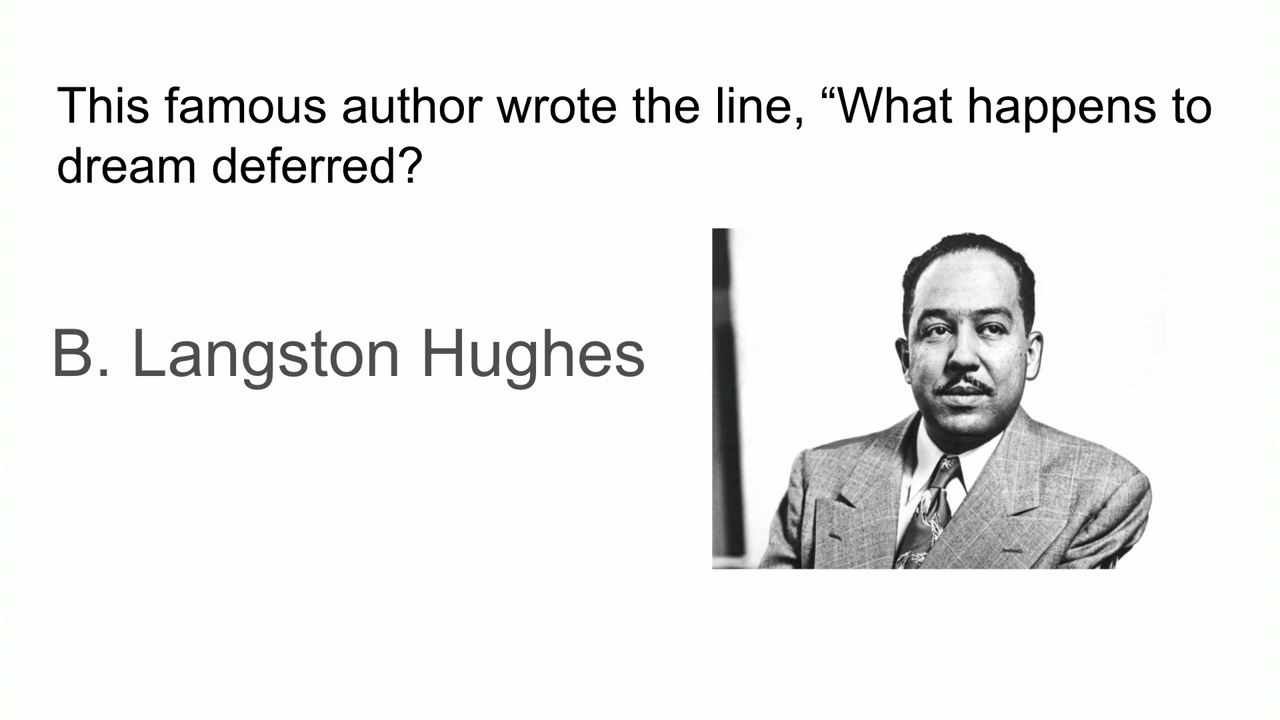 This famous author wrote the line, “What happens to
dream deferred?
B. Langston Hughes